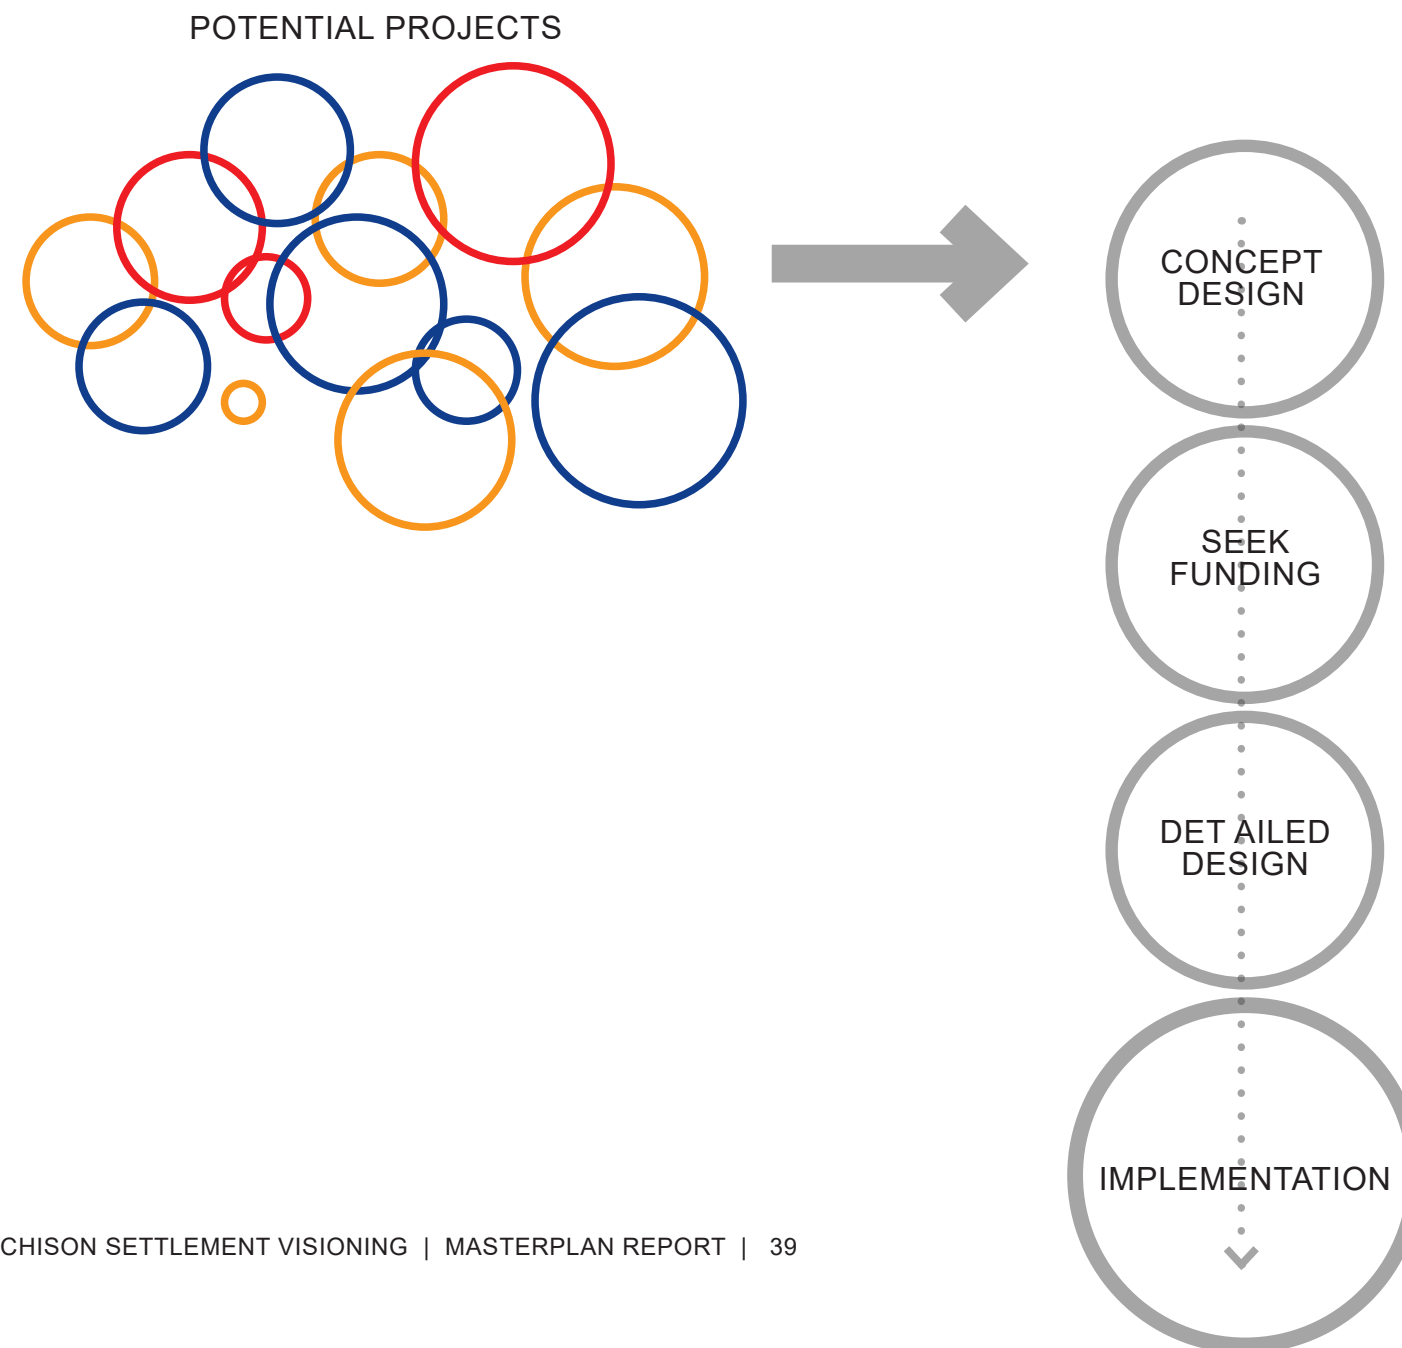 POTENTIAL PROJECTS
CONCEPT
DESIGN
SEEK
FUNDING
DET AILED
DESIGN
IMPLEMENTATION
CHISON SETTLEMENT VISIONING | MASTERPLAN REPORT | 39